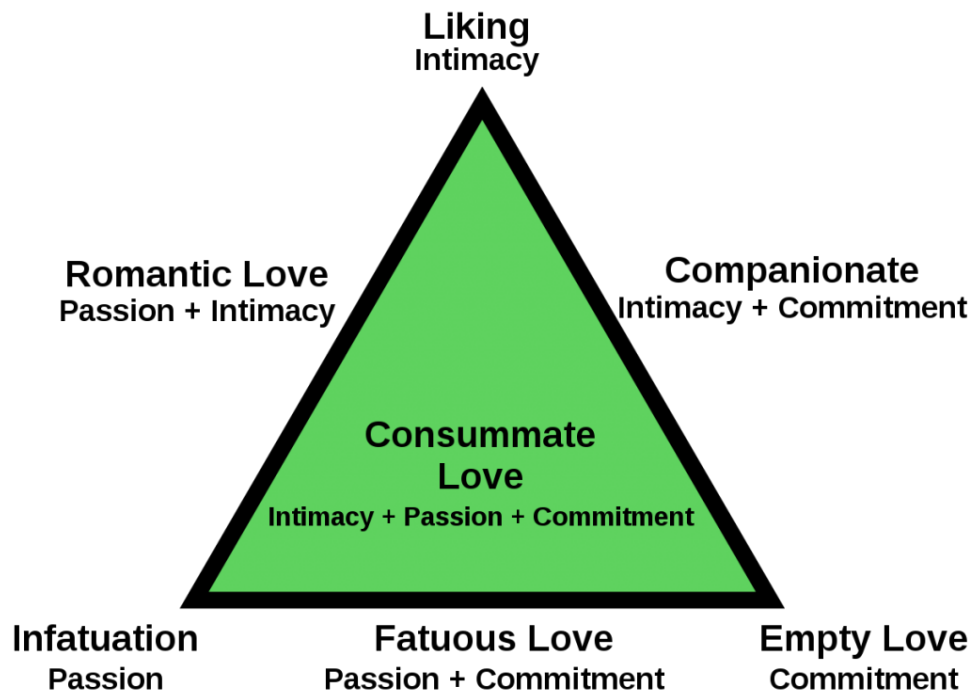 Liking
Intimacy
Romantic Love
Passion + Intimacy
Companionate
Intimacy + Commitment
Consummate
Love
Intimacy + Passion + Commitment
Infatuation
Passion
Fatuous Love
Passion + Commitment
Empty Love
Commitment